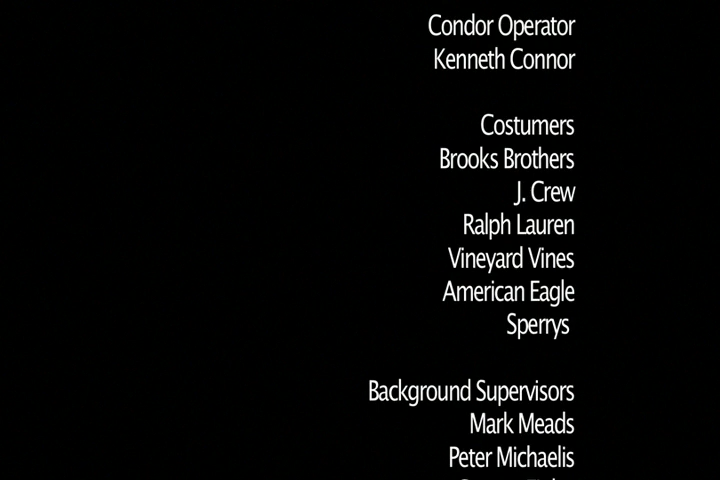 Condor Operator
Kenneth Connor
Costumers
Brooks Brothers
J. Crew
Ralph Lauren
Vineyard Vines
American Eagle
Sperrys
Background Supervisors
Mark Meads
Peter Michaelis